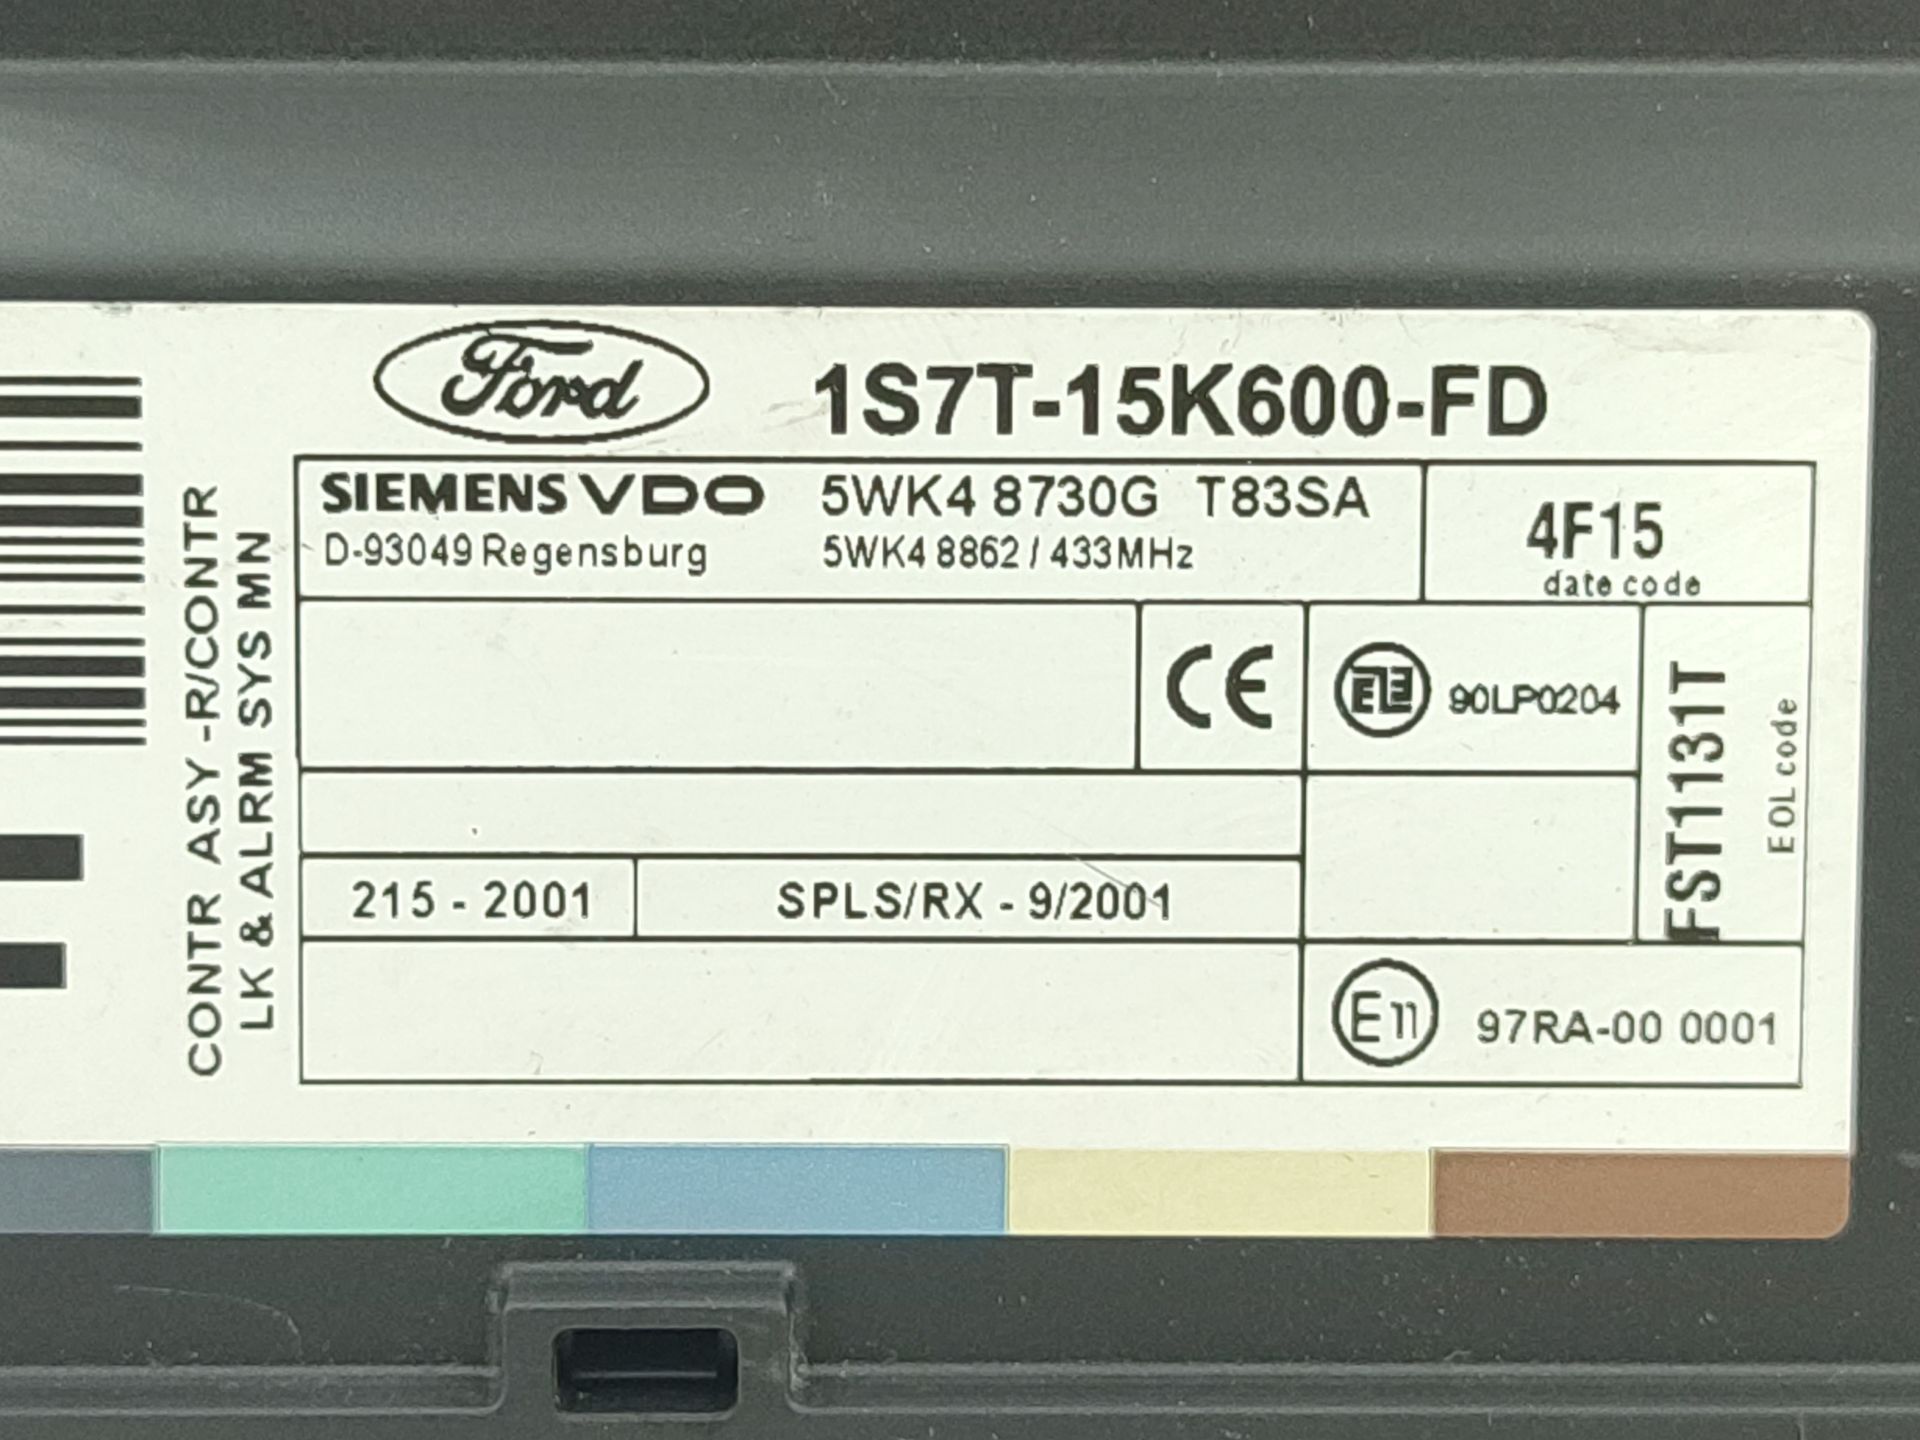 Ford 1S7T-15K600-FD
SIEMENS VDO 5WK4 8730G T83SA
D-93049 Regensburg 5WK4 8862 / 433MHz
4F15
date code
CONTR ASY -R/CONTR
LK & ALRM SYS MN
CE
90LP0204
FST1131T
EOL code
215 - 2001 SPLS/RX - 9/2001
E11 97RA-00 0001